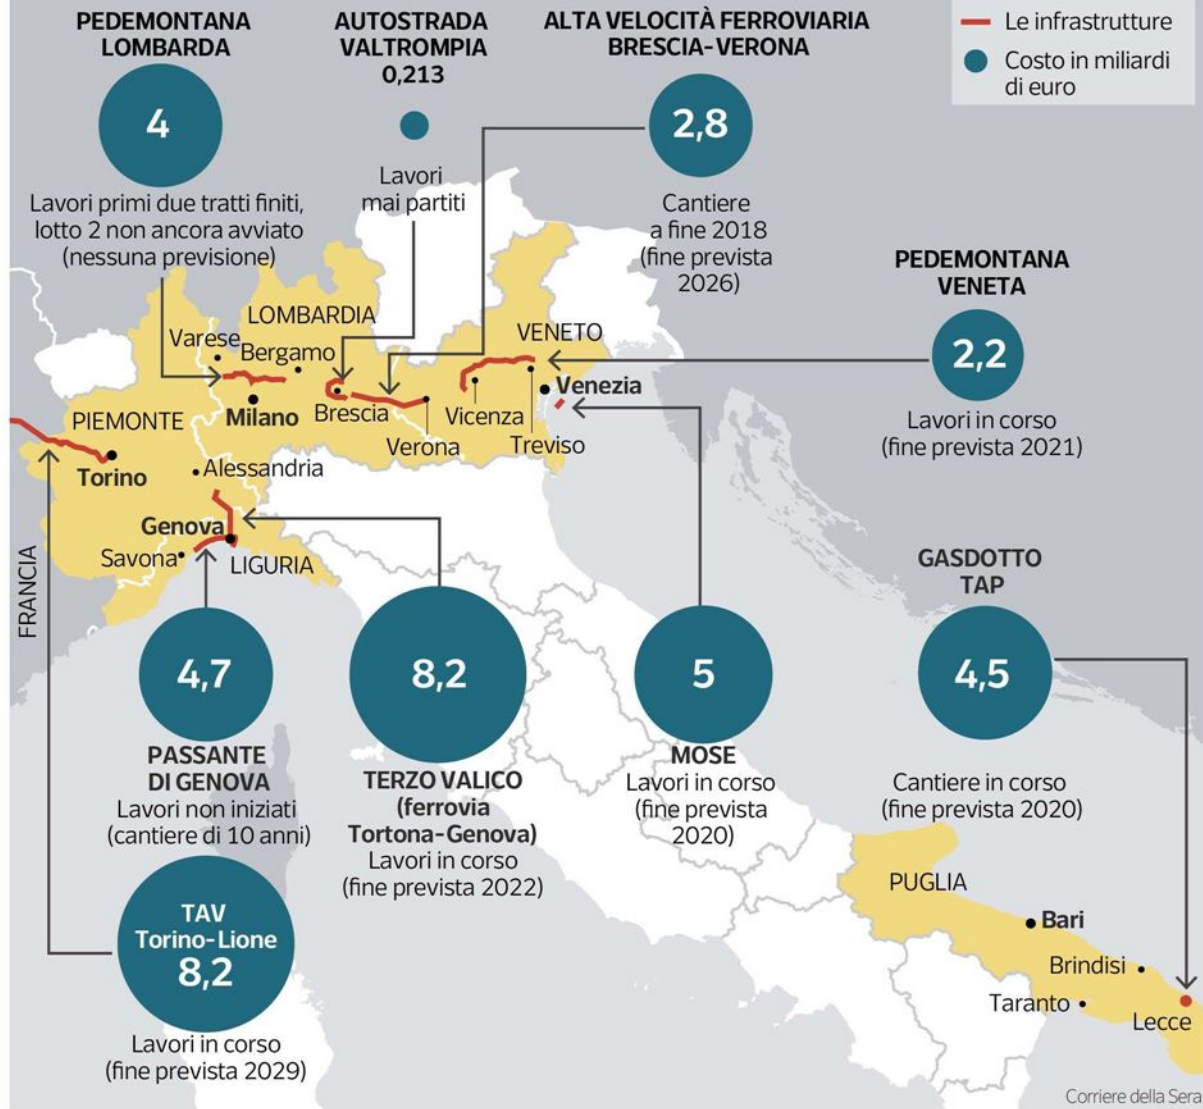 PEDEMONTANA
LOMBARDA
4
Lavori primi due tratti finiti,
lotto 2 non ancora avviato
(nessuna previsione)
AUTOSTRADA
VALTROMPIA
0,213
Lavori
mai partiti
ALTA VELOCITÀ FERROVIARIA
BRESCIA-VERONA
2,8
Cantiere
a fine 2018
(fine prevista
2026)
Le infrastrutture
Costo in miliardi
di euro
PEDEMONTANA
VENETA
2,2
Lavori in corso
(fine prevista 2021)
LOMBARDIA
Varese
Bergamo
VENETO
Venezia
PIEMONTE
Milano
Brescia
Vicenza
Verona
Treviso
Torino
Alessandria
Genova
Savona
LIGURIA
FRANCIA
GASDOTTO
TAP
4,5
Cantiere in corso
(fine prevista 2020)
4,7
PASSANTE
DI GENOVA
Lavori non iniziati
(cantiere di 10 anni)
8,2
TERZO VALICO
(ferrovia
Tortona-Genova)
Lavori in corso
(fine prevista 2022)
5
MOSE
Lavori in corso
(fine prevista
2020)
TAV
Torino-Lione
8,2
Lavori in corso
(fine prevista 2029)
PUGLIA
Bari
Brindisi
Taranto
Lecce
Corriere della Sera